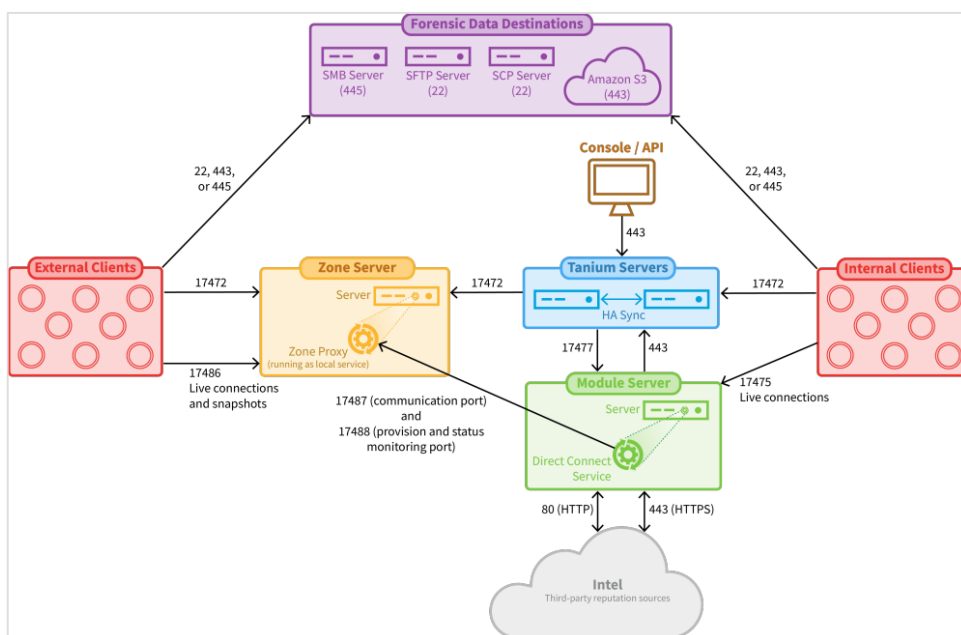 Forensic Data Destinations
SMB Server
(445)
SFTP Server
(22)
SCP Server
(22)
Amazon S3
(443)
Console / API
22, 443,
or 445
22, 443,
or 445
443
External Clients
Zone Server
Tanium Servers
Internal Clients
17472
Server
17472
HA Sync
17472
Zone Proxy
(running as local service)
17477
443
17486
Live connections
and snapshots
Module Server
17475
Live connections
17487 (communication port)
and
17488 (provision and status
monitoring port)
Server
Direct Connect
Service
80 (HTTP)
443 (HTTPS)
Intel
Third-party reputation sources